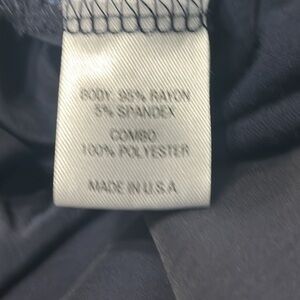 BODY: 95% RAYON
5% SPANDEX
COMBO
100% POLYESTER
MADE IN U.S.A